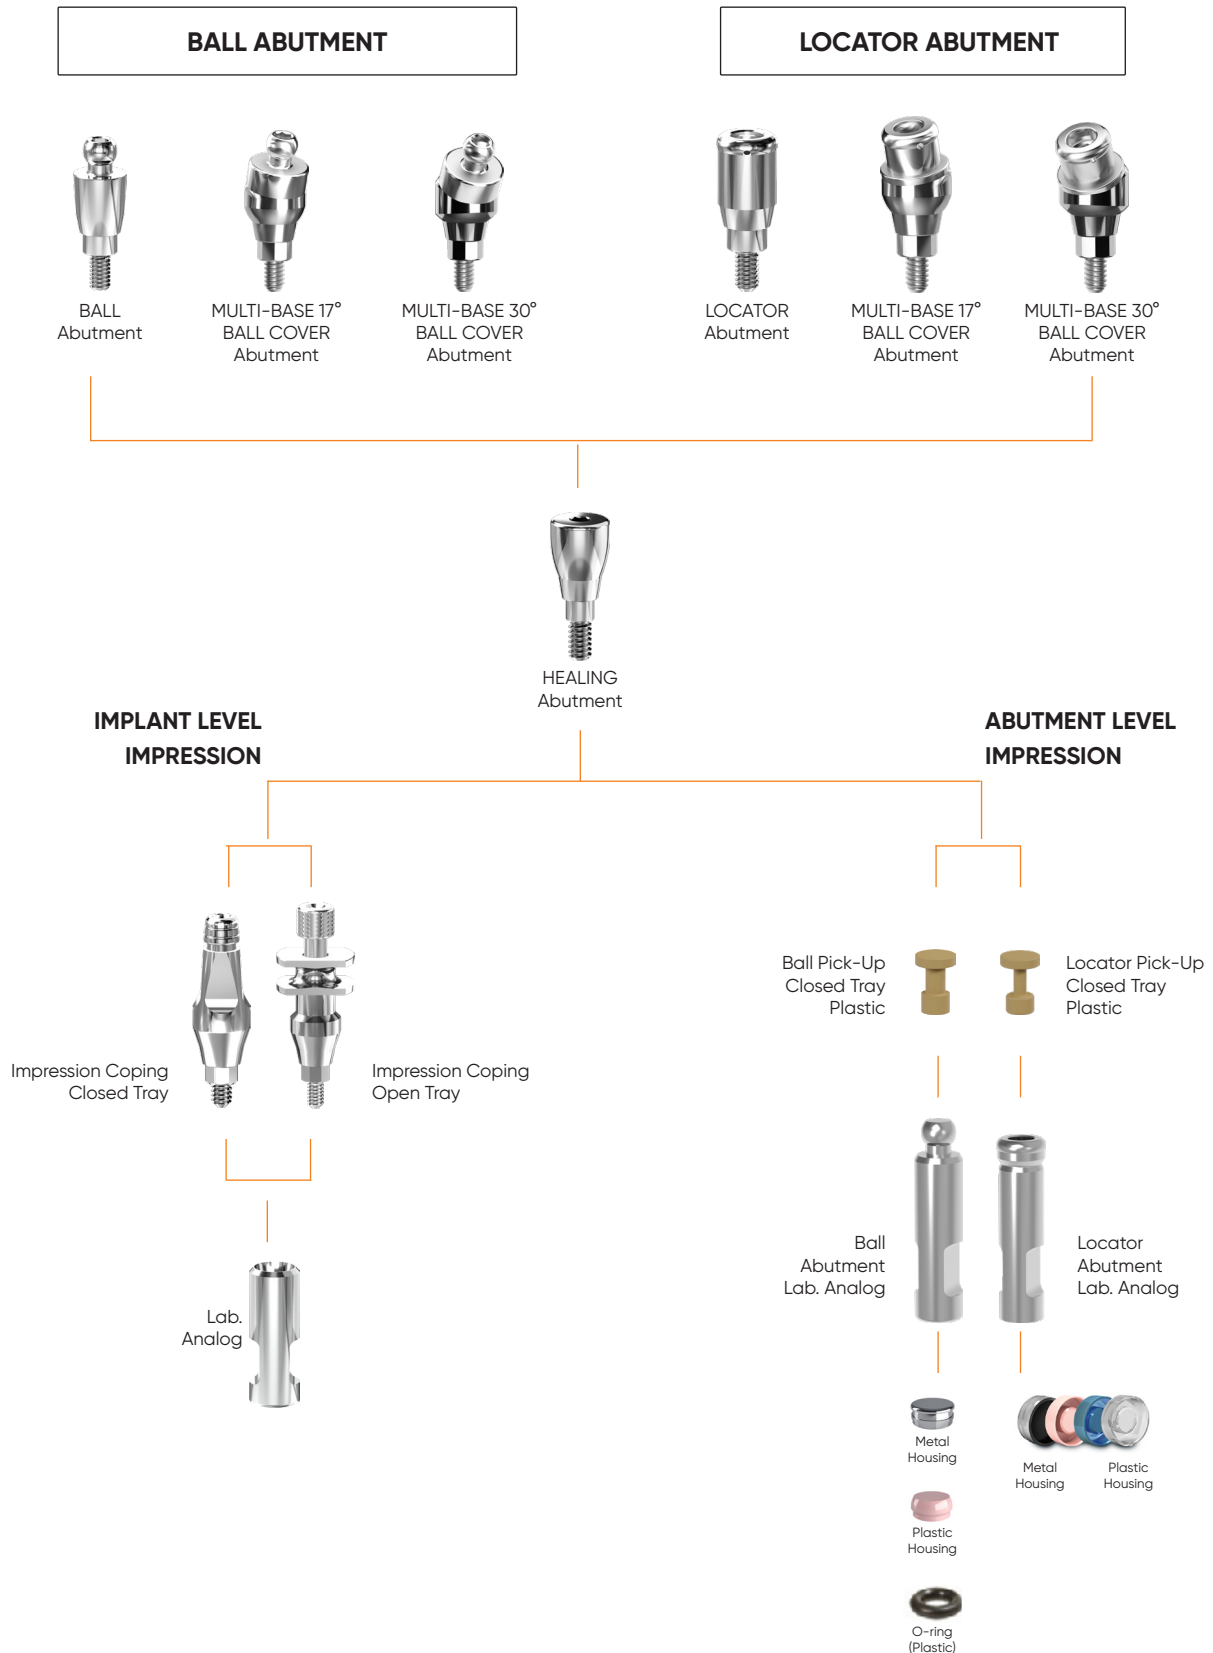 BALL ABUTMENT
LOCATOR ABUTMENT
BALL
Abutment
MULTI-BASE 17°
BALL COVER
Abutment
MULTI-BASE 30°
BALL COVER
Abutment
LOCATOR
Abutment
MULTI-BASE 17°
BALL COVER
Abutment
MULTI-BASE 30°
BALL COVER
Abutment
HEALING
Abutment
IMPLANT LEVEL
IMPRESSION
ABUTMENT LEVEL
IMPRESSION
Impression Coping
Closed Tray
Impression Coping
Open Tray
Lab.
Analog
Ball Pick-Up
Closed Tray
Plastic
Locator Pick-Up
Closed Tray
Plastic
Ball
Abutment
Lab. Analog
Locator
Abutment
Lab. Analog
Metal
Housing
Plastic
Housing
O-ring
(Plastic)
Metal
Housing
Plastic
Housing